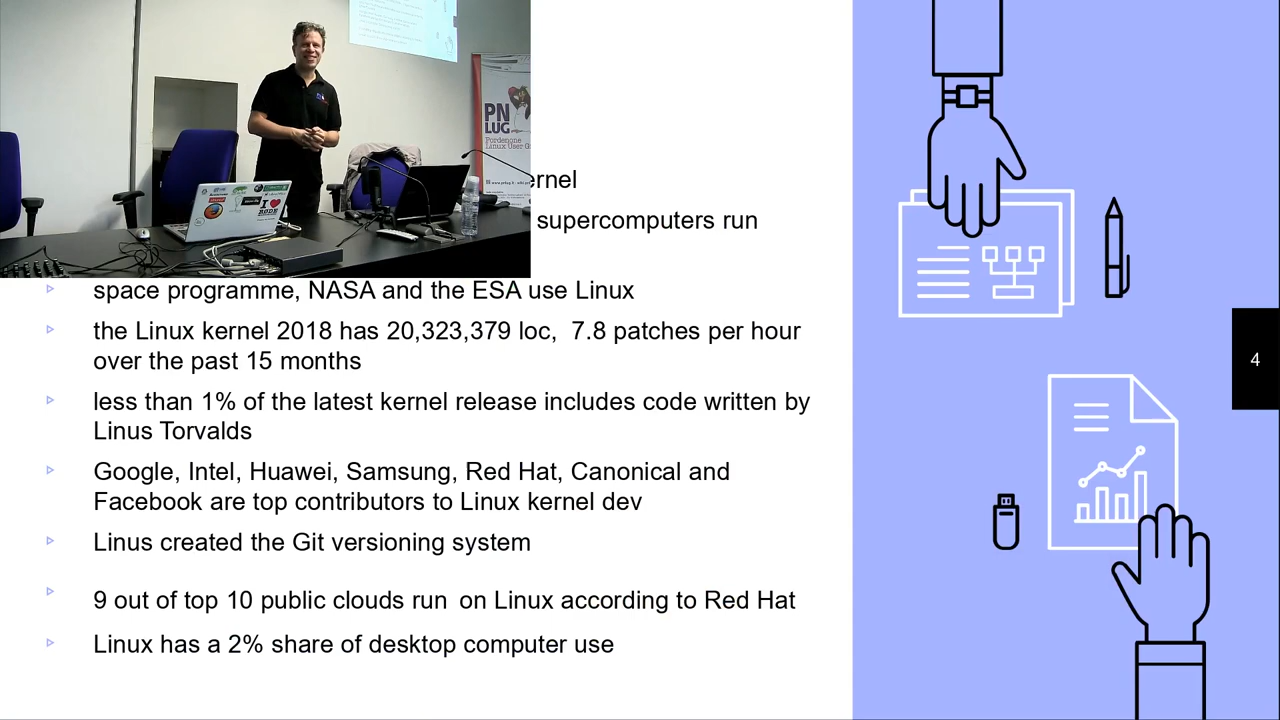 PN
LUG
Pordenone
I
ernel
supercomputers run
space programme, NASA and the ESA use Linux
the Linux kernel 2018 has 20,323,379 loc, 7.8 patches per hour
over the past 15 months
less than 1% of the latest kernel release includes code written by
Linus Torvalds
Google, Intel, Huawei, Samsung, Red Hat, Canonical and
Facebook are top contributors to Linux kernel dev
Linus created the Git versioning system
9 out of top 10 public clouds run on Linux according to Red Hat
Linux has a 2% share of desktop computer use
4